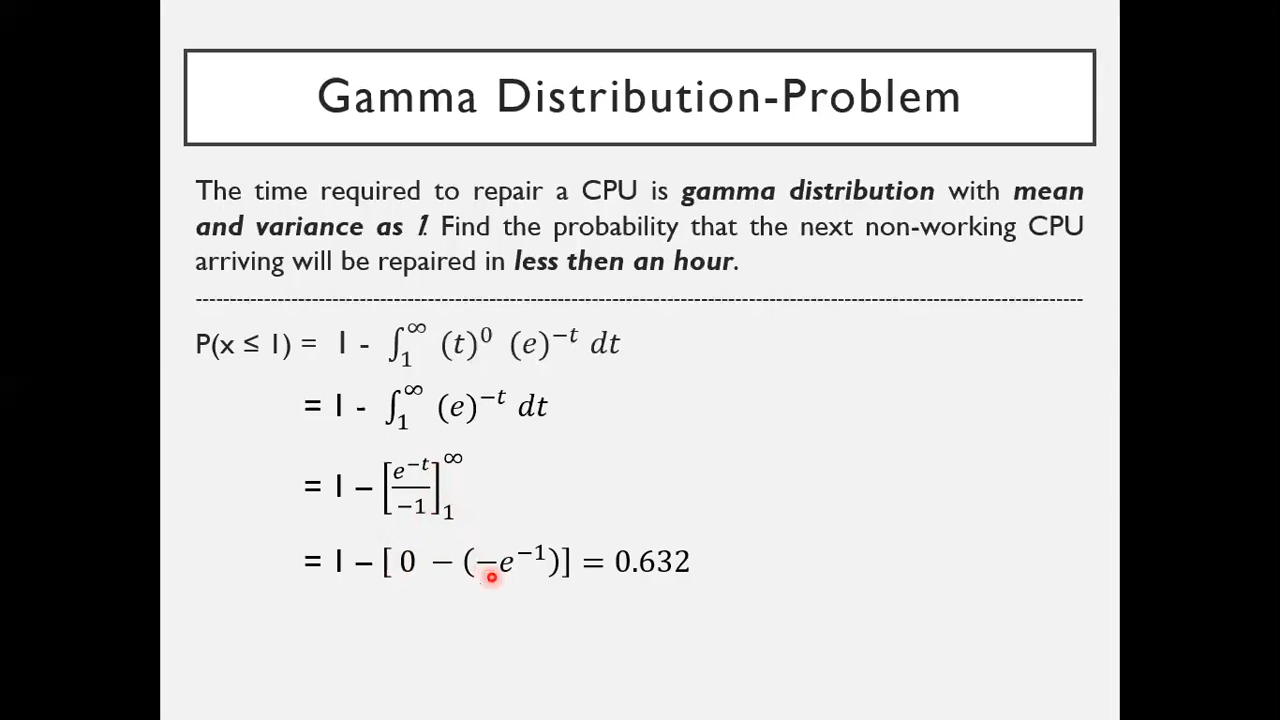 Gamma Distribution-Problem
The time required to repair a CPU is gamma distribution with mean
and variance as 1. Find the probability that the next non-working CPU
arriving will be repaired in less then an hour.
--------------------------------------------------------------------------------
P(x ≤ 1) = 1 - ∫₁^∞ (t)⁰ (e)^−t dt
= 1 - ∫₁^∞ (e)^−t dt
= 1 – [e^−t / −1]₁^∞
= 1 – [ 0 − (−e^−1)] = 0.632